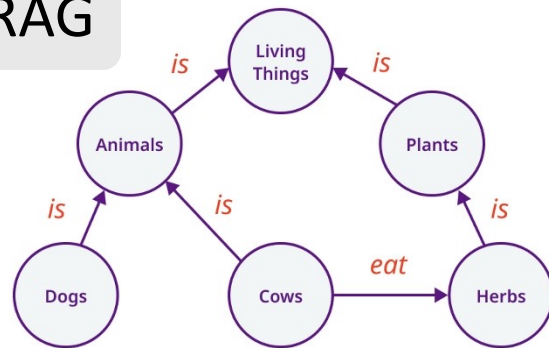 RAG
Living
Things
is
is
Animals
Plants
is
is
is
eat
Dogs
Cows
Herbs